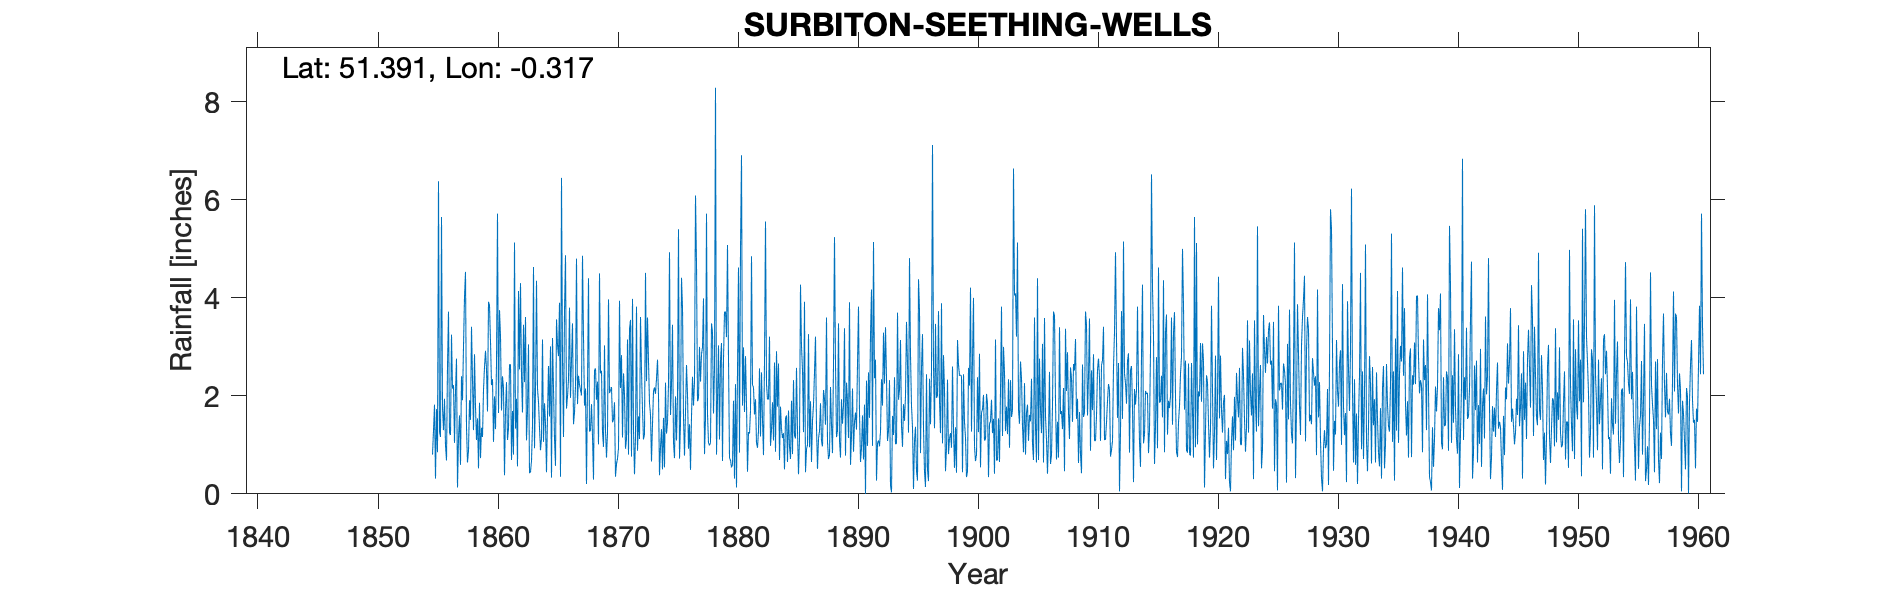 SURBITON-SEETHING-WELLS
Lat: 51.391, Lon: -0.317
Rainfall [inches]
8
6
4
2
0
1840 1850 1860 1870 1880 1890 1900 1910 1920 1930 1940 1950 1960
Year